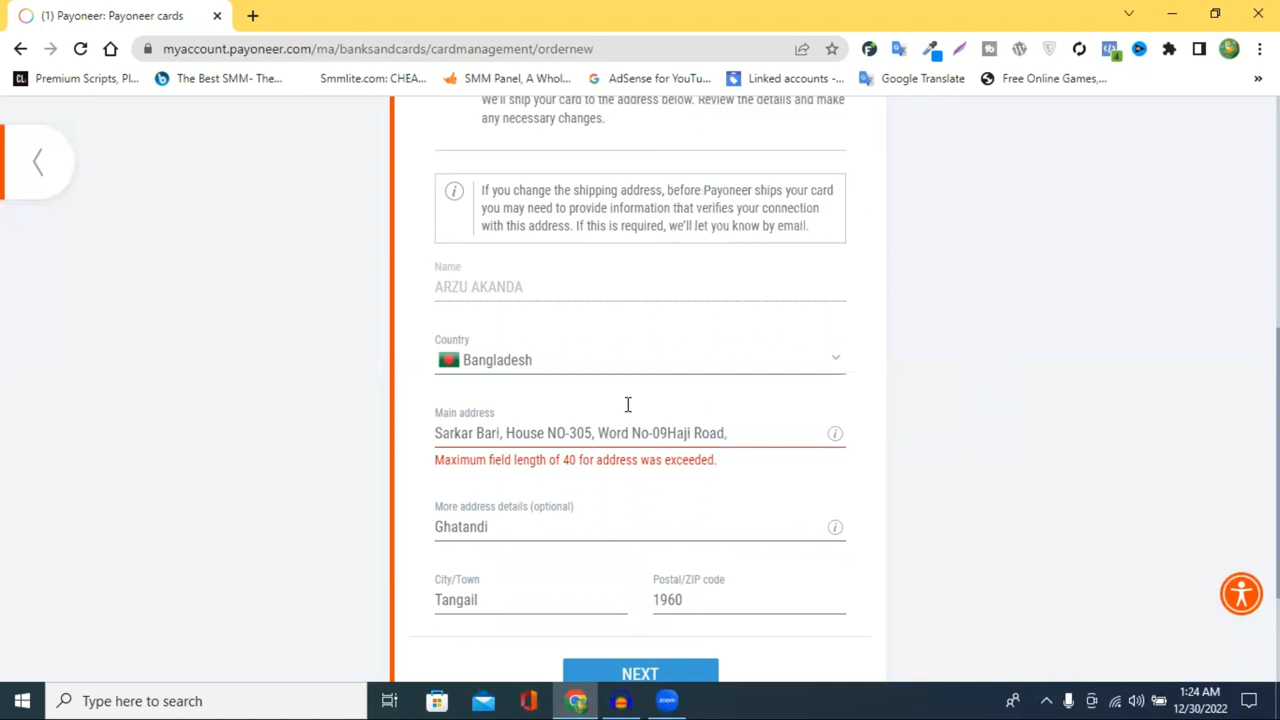 (1) Payoneer: Payoneer cards
myaccount.payoneer.com/ma/banksandcards/cardmanagement/ordernew
4
CL Premium Scripts, Pl...
b The Best SMM- The...
Smmlite.com: CHEA...
SMM Panel, A Whol...
G AdSense for YouTu...
Linked accounts -...
Google Translate
Free Online Games,...
»
We'll ship your card to the address below. Review the details and make
any necessary changes.
i
If you change the shipping address, before Payoneer ships your card
you may need to provide information that verifies your connection
with this address. If this is required, we'll let you know by email.
Name
ARZU AKANDA
Country
Bangladesh
Main address
Sarkar Bari, House NO-305, Word No-09Haji Road,
i
Maximum field length of 40 for address was exceeded.
More address details (optional)
Ghatandi
i
City/Town
Postal/ZIP code
Tangail
1960
NEXT
Type here to search
zoom
1:24 AM
12/30/2022